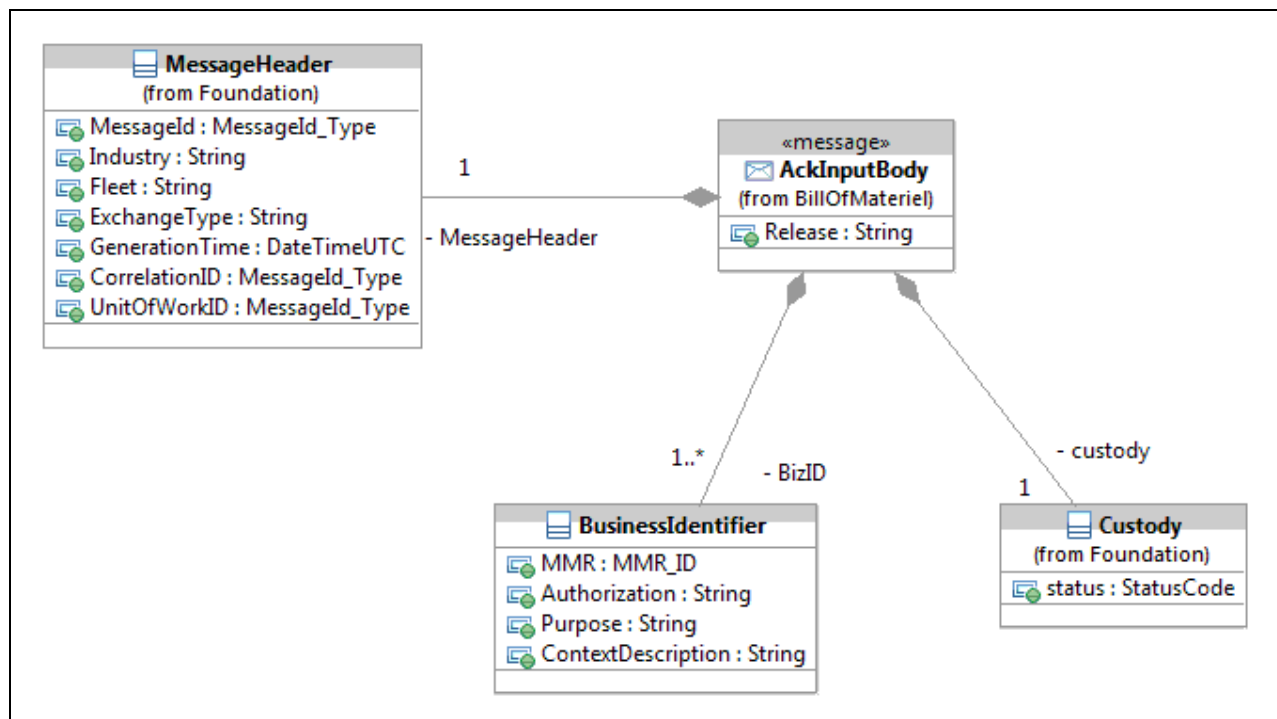 MessageHeader
(from Foundation)
MessageId : MessageId_Type
Industry : String
Fleet : String
ExchangeType : String
GenerationTime : DateTimeUTC
CorrelationID : MessageId_Type
UnitOfWorkID : MessageId_Type
1
- MessageHeader
«message»
AckInputBody
(from BillOfMateriel)
Release : String
1..*
- BizID
- custody
1
BusinessIdentifier
MMR : MMR_ID
Authorization : String
Purpose : String
ContextDescription : String
Custody
(from Foundation)
status : StatusCode